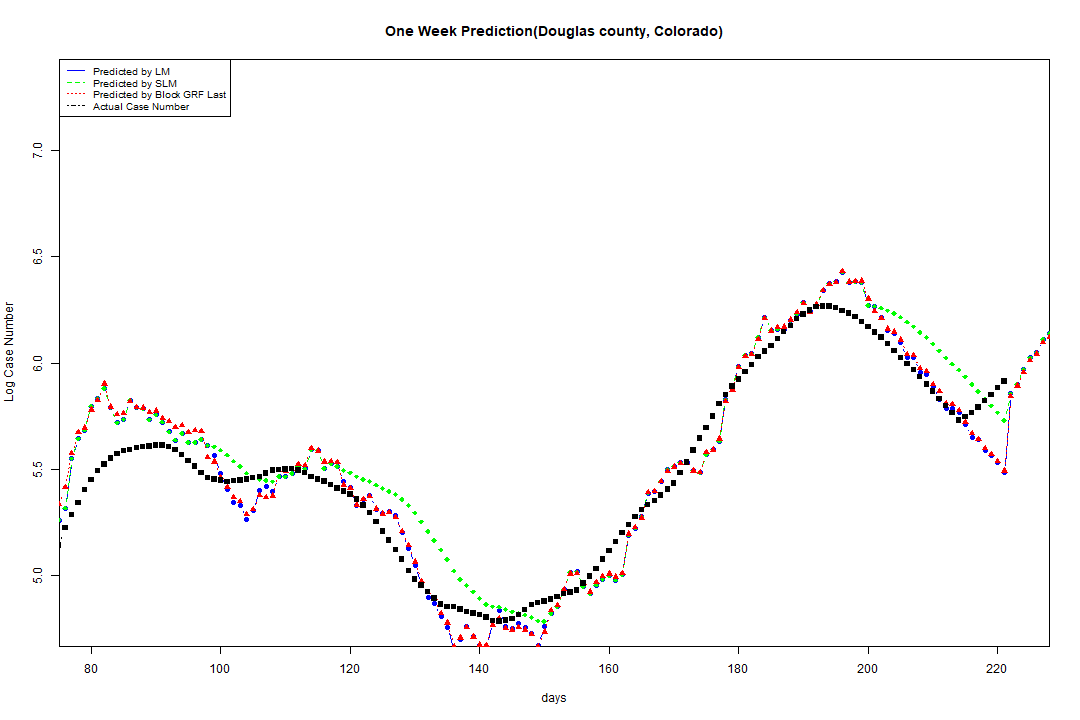 One Week Prediction(Douglas county, Colorado)
Predicted by LM
Predicted by SLM
Predicted by Block GRF Last
Actual Case Number
7.0
6.5
6.0
5.5
5.0
Log Case Number
80 100 120 140 160 180 200 220
days